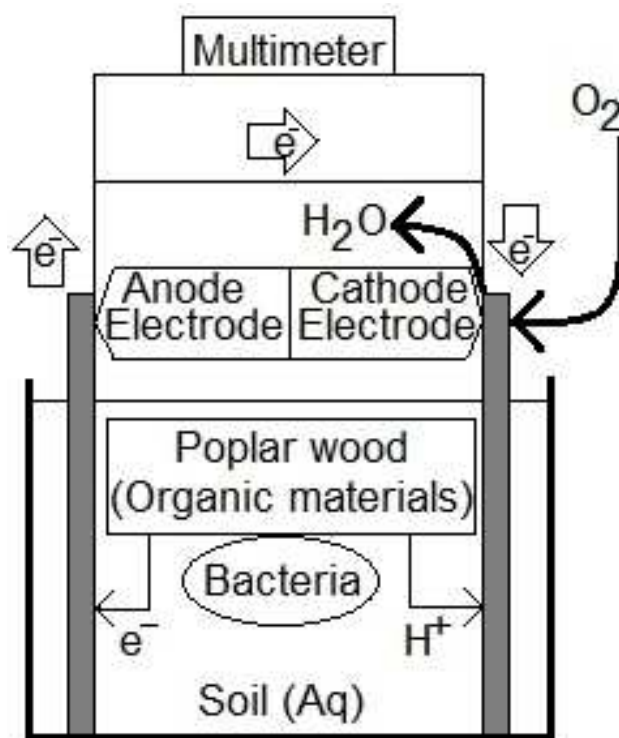 Multimeter
O₂
e⁻
H₂O
e⁻
e⁻
Anode Electrode
Cathode Electrode
Poplar wood
(Organic materials)
Bacteria
e⁻
H⁺
Soil (Aq)